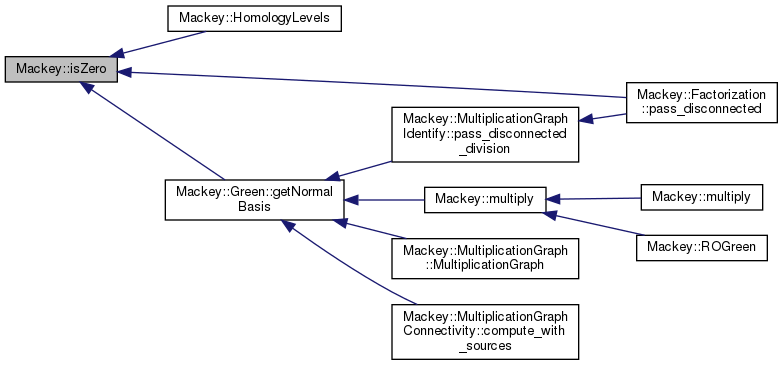 Mackey::HomologyLevels
Mackey::isZero
Mackey::Factorization
::pass_disconnected
Mackey::MultiplicationGraph
Identify::pass_disconnected
_division
Mackey::Green::getNormal
Basis
Mackey::multiply
Mackey::multiply
Mackey::ROGreen
Mackey::MultiplicationGraph
::MultiplicationGraph
Mackey::MultiplicationGraph
Connectivity::compute_with
_sources